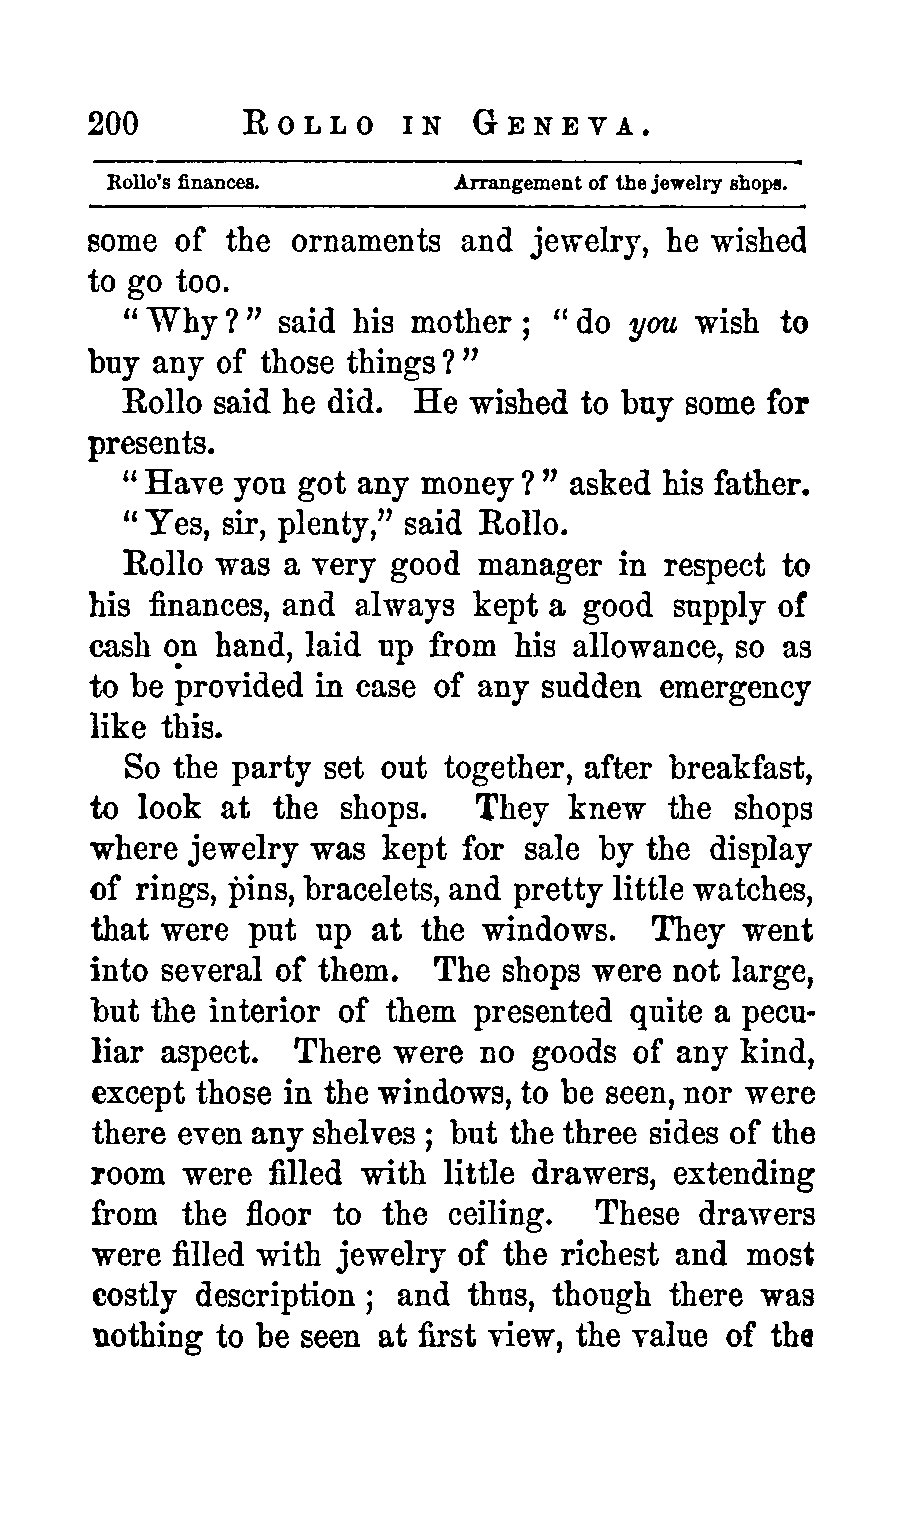 200 ROLLO IN GENEVA.
Rollo's finances. Arrangement of the jewelry shops.
some of the ornaments and jewelry, he wished
to go too.
“Why?” said his mother; “do you wish to
buy any of those things?”
Rollo said he did. He wished to buy some for
presents.
“Have you got any money?” asked his father.
“Yes, sir, plenty,” said Rollo.
Rollo was a very good manager in respect to
his finances, and always kept a good supply of
cash on hand, laid up from his allowance, so as
to be provided in case of any sudden emergency
like this.
So the party set out together, after breakfast,
to look at the shops. They knew the shops
where jewelry was kept for sale by the display
of rings, pins, bracelets, and pretty little watches,
that were put up at the windows. They went
into several of them. The shops were not large,
but the interior of them presented quite a pecu-
liar aspect. There were no goods of any kind,
except those in the windows, to be seen, nor were
there even any shelves; but the three sides of the
room were filled with little drawers, extending
from the floor to the ceiling. These drawers
were filled with jewelry of the richest and most
costly description; and thus, though there was
nothing to be seen at first view, the value of the